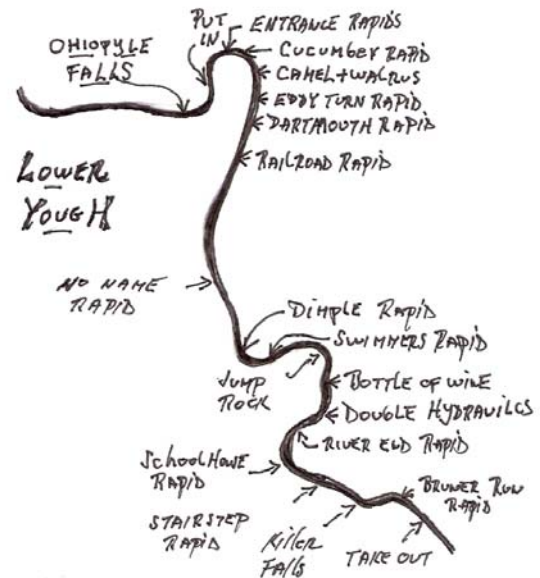 PUT
IN
ENTRANCE RAPIDS
OHIOPYLE
FALLS
CUCUMBER RAPID
CAMEL+WALRUS
EDDY TURN RAPID
DARTMOUTH RAPID
RAILROAD RAPID
LOWER
YOUGH
NO NAME
RAPID
DIMPLE RAPID
SWIMMERS RAPID
JUMP
ROCK
BOTTLE OF WINE
DOUBLE HYDRAULICS
RIVER END RAPID
SCHOOLHOUSE
RAPID
STAIRSTEP
RAPID
KILLER
FALLS
BRUNER RUN
RAPID
TAKE OUT